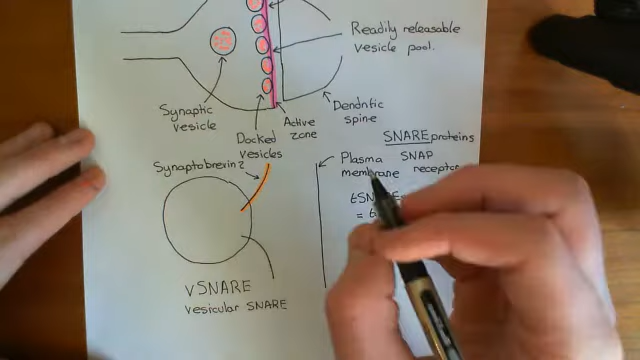 Readily releasable
vesicle pool.
Synaptic
vesicle
Docked
vesicles
Active
zone
Dendritic
spine
SNARE proteins
Synaptobrevin2
Plasma
membrane
SNAP
receptor
tSN
=
vSNARE
vesicular SNARE